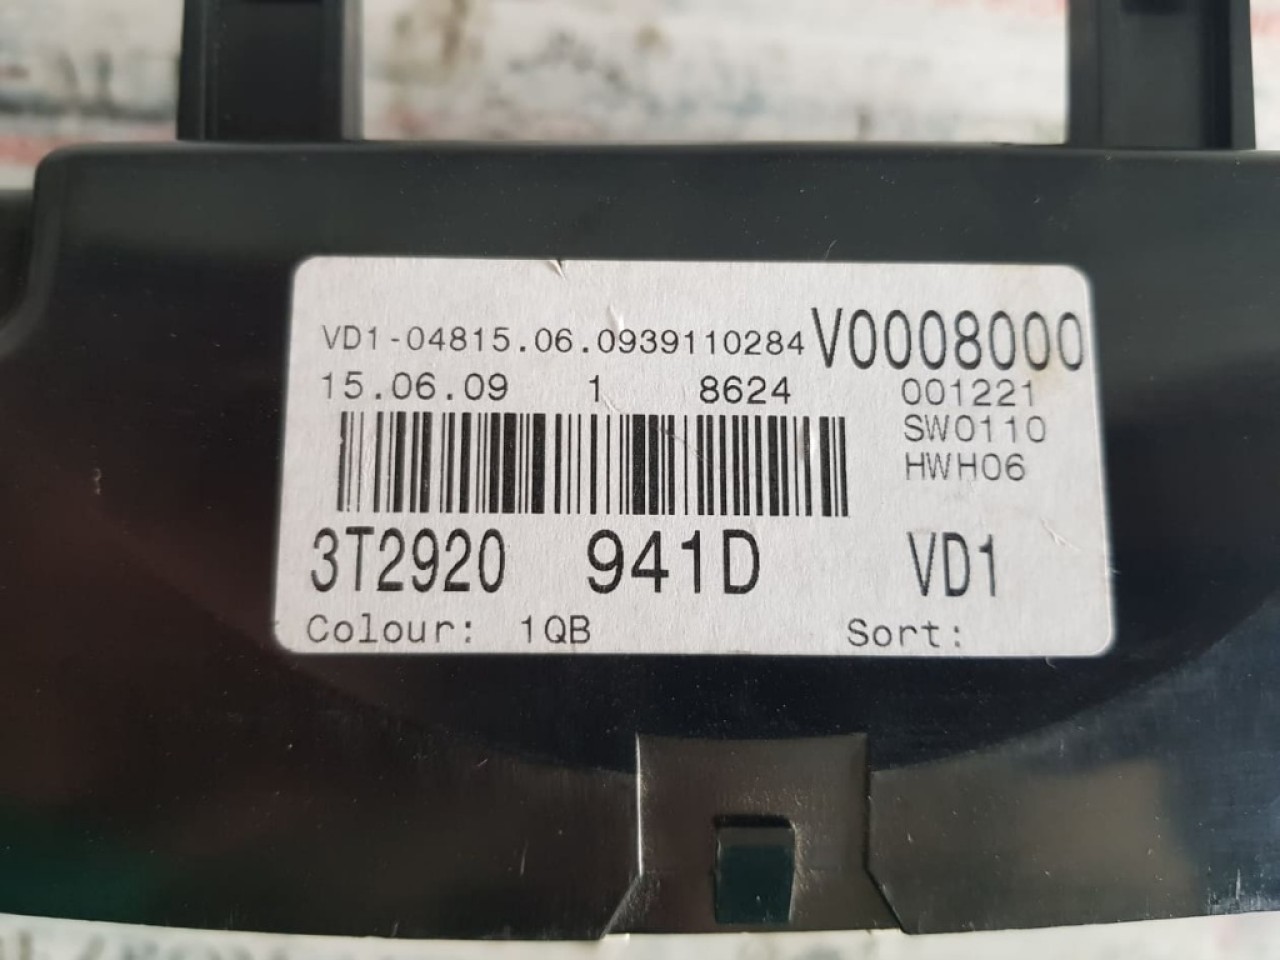 VD1-04815.06.0939110284 V0008000
15.06.09 1 8624 001221
SW0110
HWH06
3T2920 941D VD1
Colour: 1QB Sort: